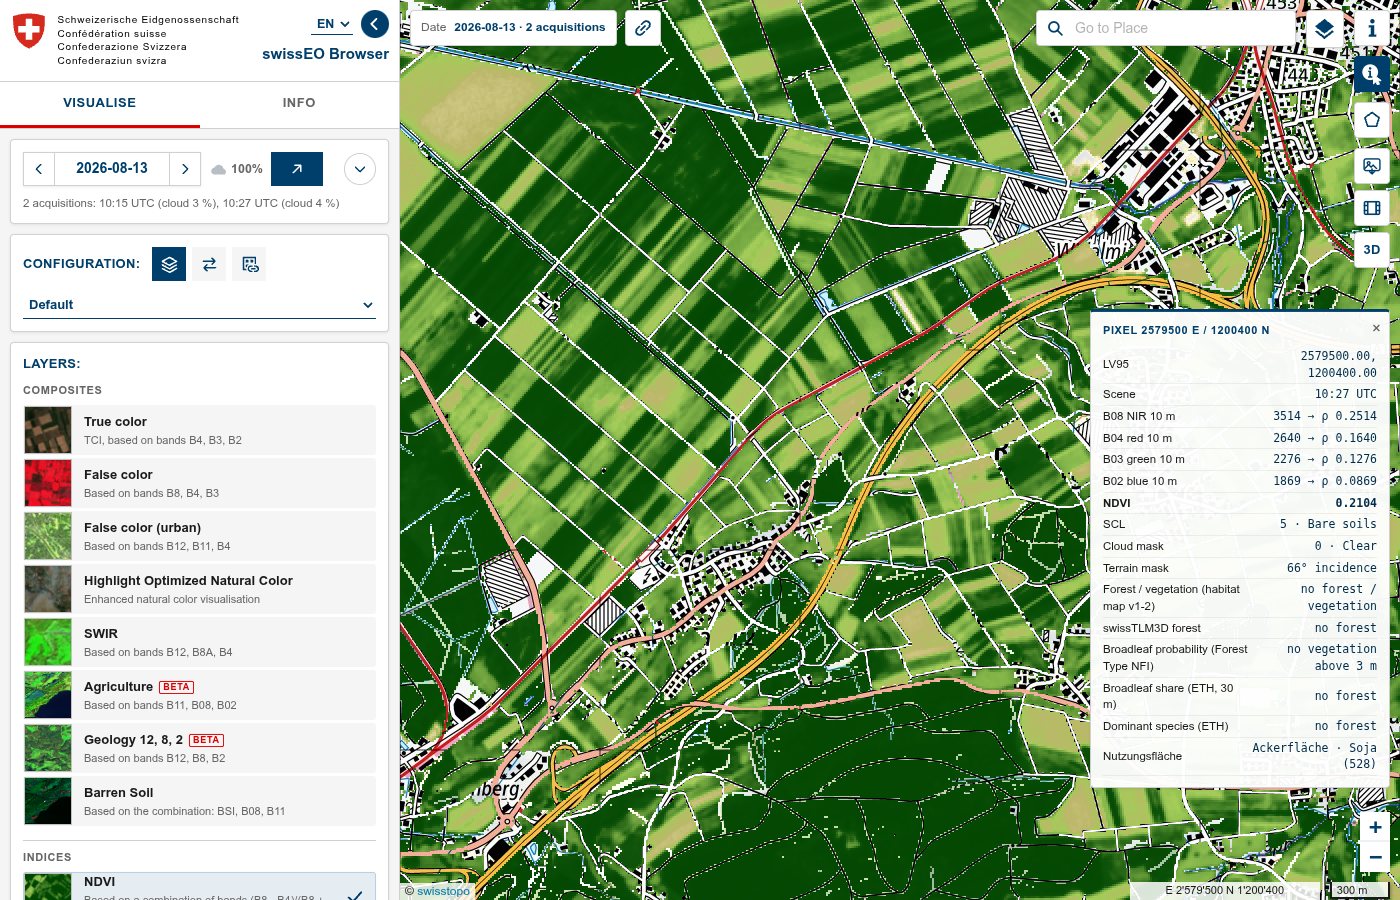 Schweizerische Eidgenossenschaft
Confédération suisse
Confederazione Svizzera
Confederaziun svizra
EN
swissEO Browser
VISUALISE
INFO
2026-08-13
100%
2 acquisitions: 10:15 UTC (cloud 3 %), 10:27 UTC (cloud 4 %)
CONFIGURATION:
Default
LAYERS:
COMPOSITES
True color
TCI, based on bands B4, B3, B2
False color
Based on bands B8, B4, B3
False color (urban)
Based on bands B12, B11, B4
Highlight Optimized Natural Color
Enhanced natural color visualisation
SWIR
Based on bands B12, B8A, B4
Agriculture BETA
Based on bands B11, B08, B02
Geology 12, 8, 2 BETA
Based on bands B12, B8, B2
Barren Soil
Based on the combination: BSI, B08, B11
INDICES
NDVI
Date 2026-08-13 · 2 acquisitions
Go to Place
453
451
44
3D
PIXEL 2579500 E / 1200400 N
×
LV95 2579500.00,
1200400.00
Scene 10:27 UTC
B08 NIR 10 m 3514 → ρ 0.2514
B04 red 10 m 2640 → ρ 0.1640
B03 green 10 m 2276 → ρ 0.1276
B02 blue 10 m 1869 → ρ 0.0869
NDVI 0.2104
SCL 5 · Bare soils
Cloud mask 0 · Clear
Terrain mask 66° incidence
Forest / vegetation (habitat map v1-2) no forest / vegetation
swissTLM3D forest no forest
Broadleaf probability (Forest Type NFI) no vegetation above 3 m
Broadleaf share (ETH, 30 m) no forest
Dominant species (ETH) no forest
Nutzungsfläche Ackerfläche · Soja (528)
nberg
+
−
© swisstopo
E 2'579'500 N 1'200'400
300 m